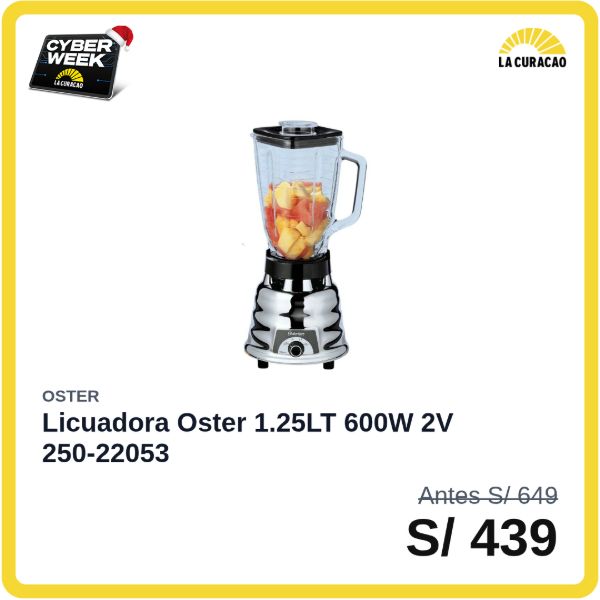 CYBER
WEEK
LA CURACAO
LA CURACAO
OSTER
Licuadora Oster 1.25LT 600W 2V
250-22053
Antes S/ 649
S/ 439